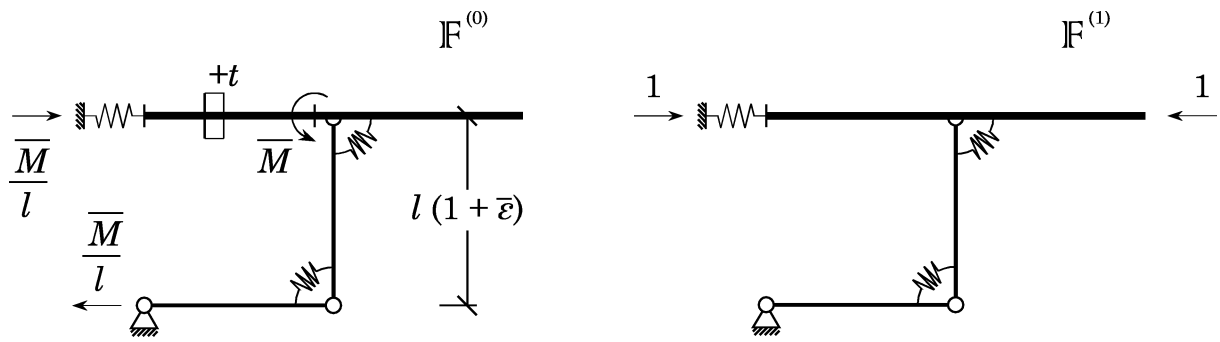 𝔽⁽⁰⁾
+t
M̅
M̅/l
M̅/l
l (1 + ε̅)
𝔽⁽¹⁾
1
1